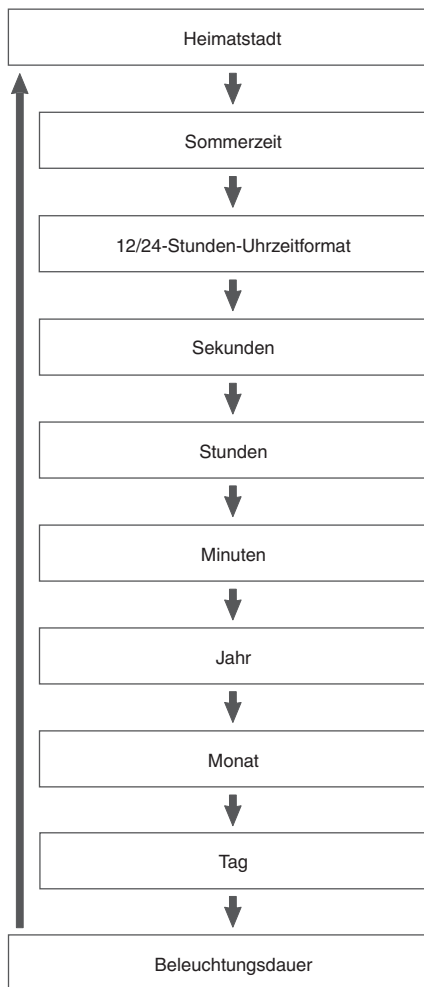 Heimatstadt
Sommerzeit
12/24-Stunden-Uhrzeitformat
Sekunden
Stunden
Minuten
Jahr
Monat
Tag
Beleuchtungsdauer